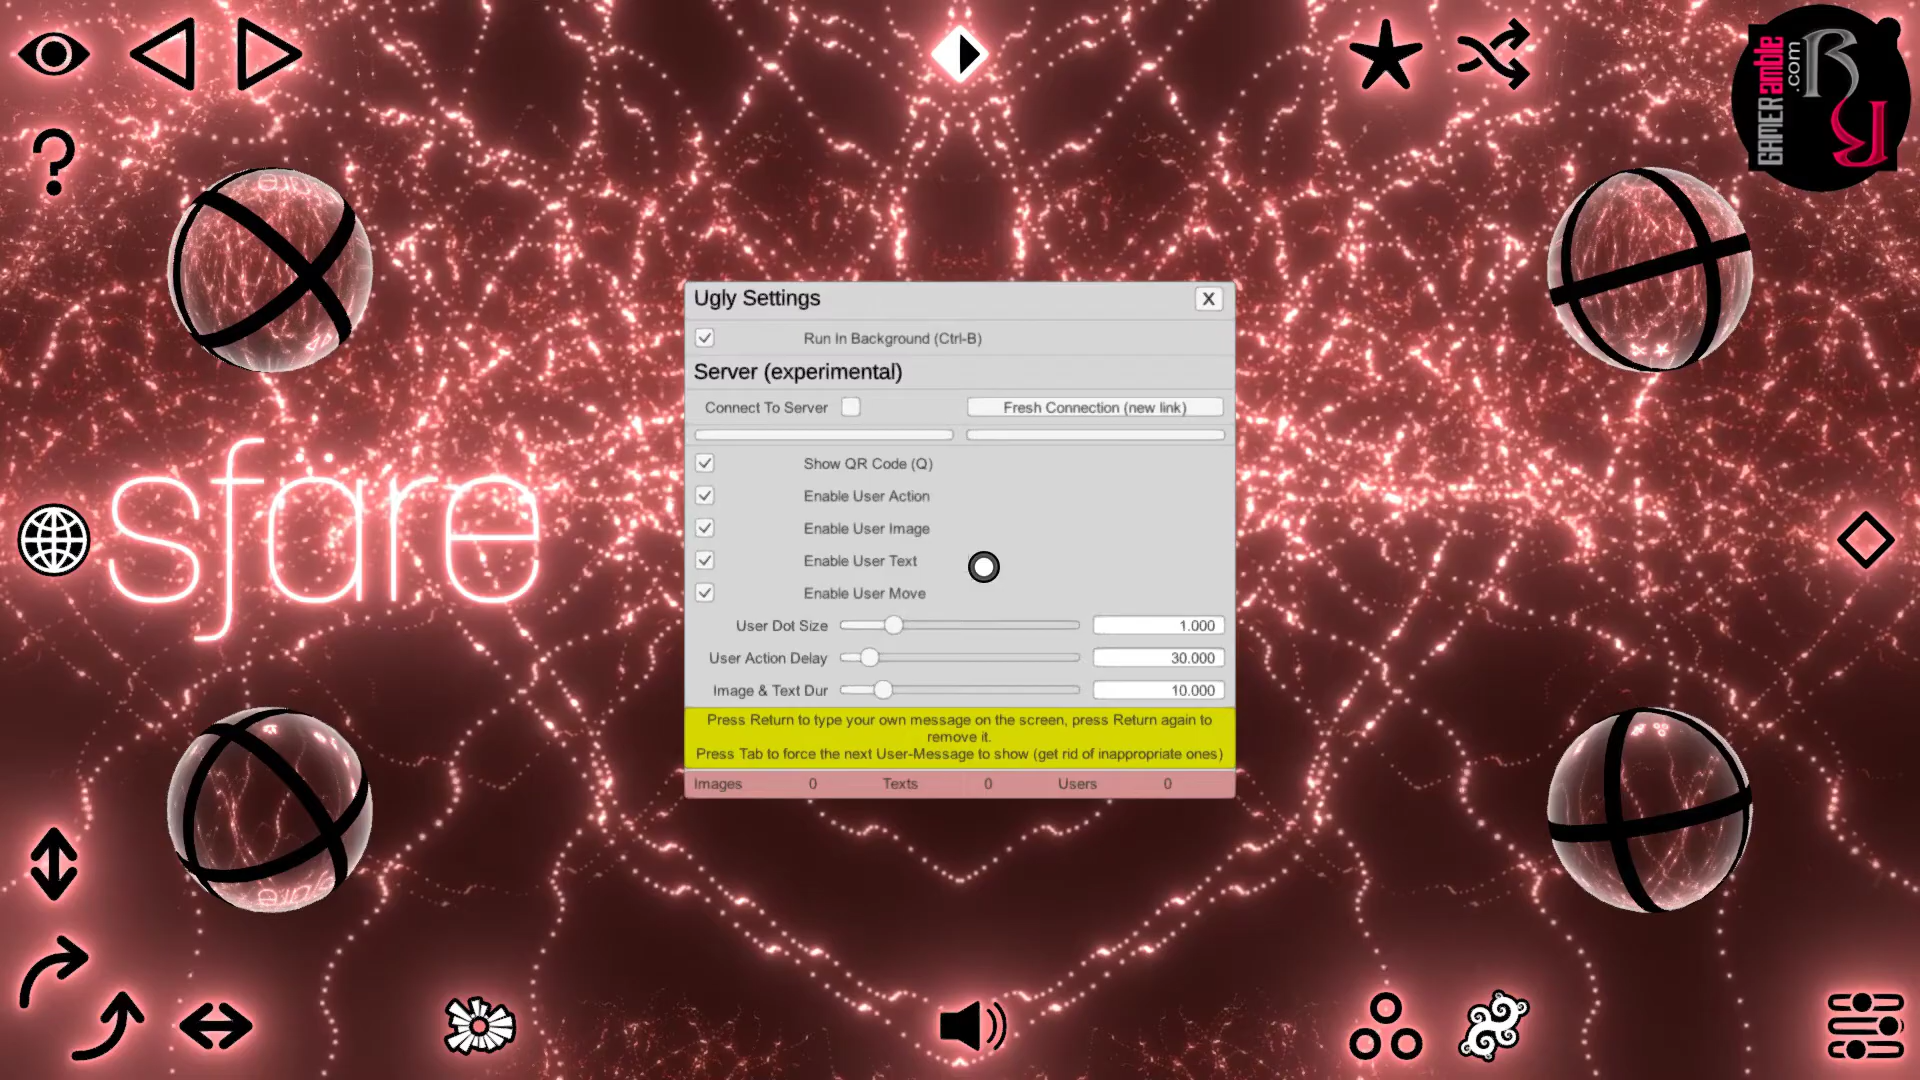 GAMERamble
.com
Ry
Ugly Settings
X
Run In Background (Ctrl-B)
Server (experimental)
Connect To Server
Fresh Connection (new link)
Show QR Code (Q)
Enable User Action
Enable User Image
Enable User Text
Enable User Move
User Dot Size 1.000
User Action Delay 30.000
Image & Text Dur 10.000
Press Return to type your own message on the screen, press Return again to
remove it.
Press Tab to force the next User-Message to show (get rid of inappropriate ones)
Images 0 Texts 0 Users 0
sfäre